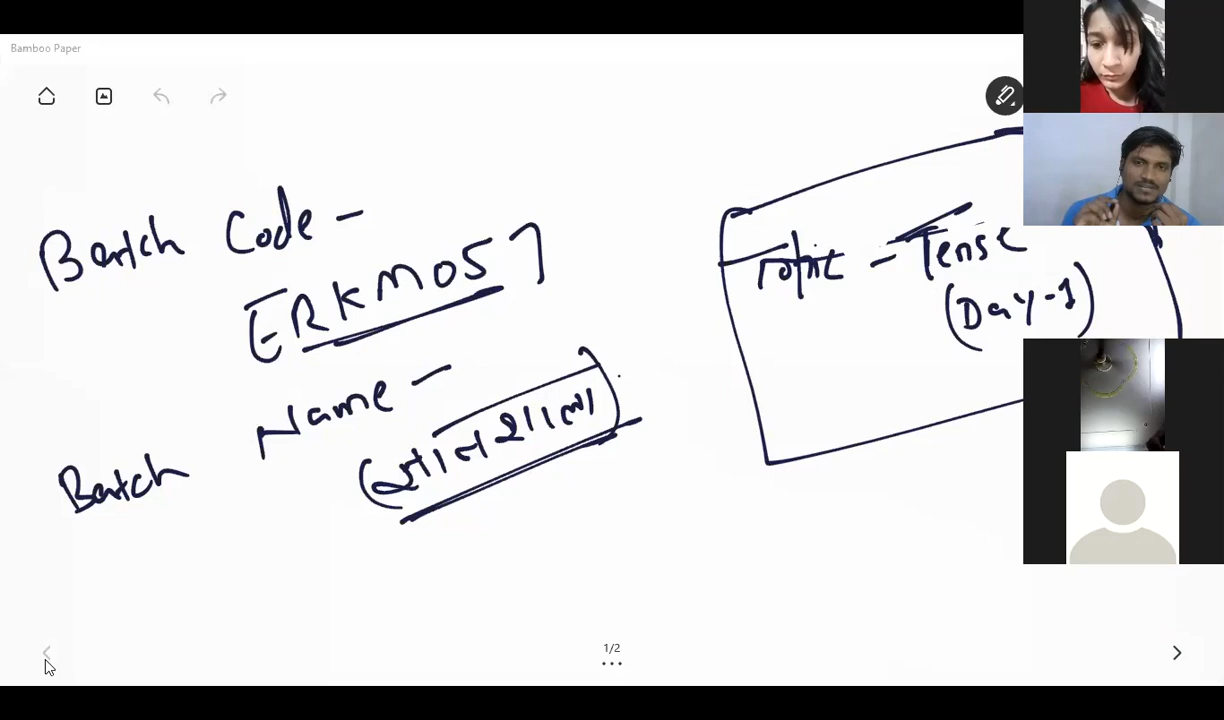 Bamboo Paper
Batch Code -
ERKM057
Batch Name -
Topic - Tense
(Day-1)
1/2